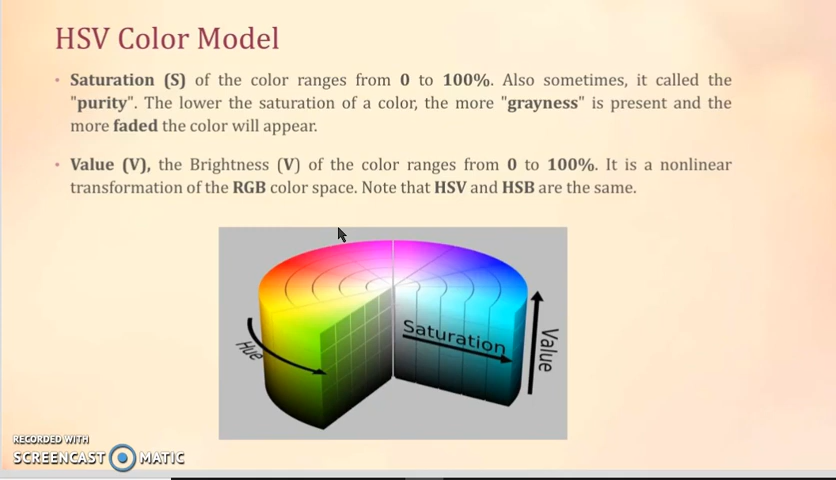 HSV Color Model
• Saturation (S) of the color ranges from 0 to 100%. Also sometimes, it called the
"purity". The lower the saturation of a color, the more "grayness" is present and the
more faded the color will appear.
• Value (V), the Brightness (V) of the color ranges from 0 to 100%. It is a nonlinear
transformation of the RGB color space. Note that HSV and HSB are the same.
Saturation
Value
Hue
RECORDED WITH
SCREENCAST MATIC